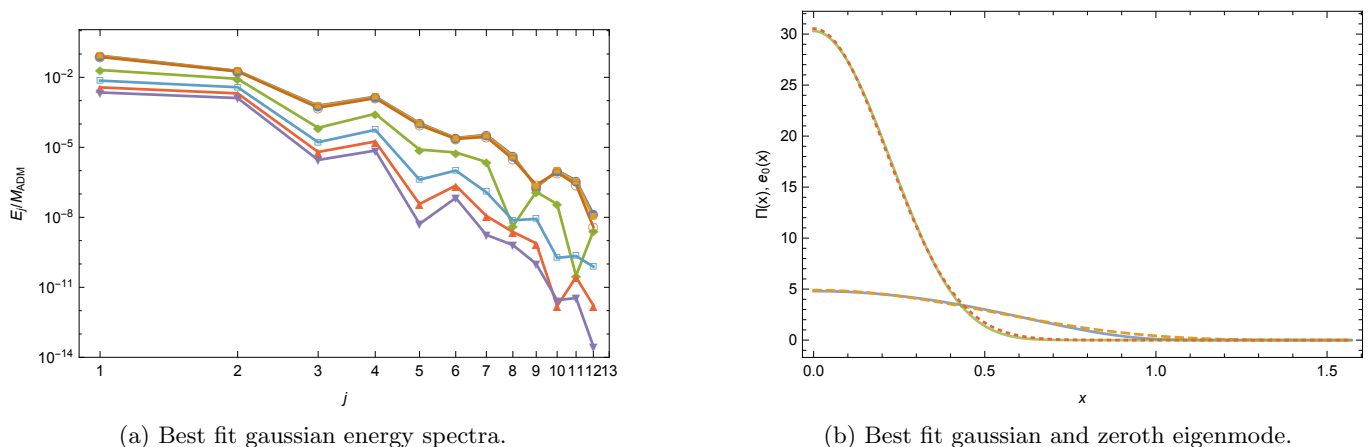 10⁻²
10⁻⁵
10⁻⁸
10⁻¹¹
10⁻¹⁴
E_j/M_ADM
1 2 3 4 5 6 7 8 9 10 11 12 13
j
(a) Best fit gaussian energy spectra.
30
25
20
15
10
5
0
Π(x), e₀(x)
0.0 0.5 1.0 1.5
x
(b) Best fit gaussian and zeroth eigenmode.